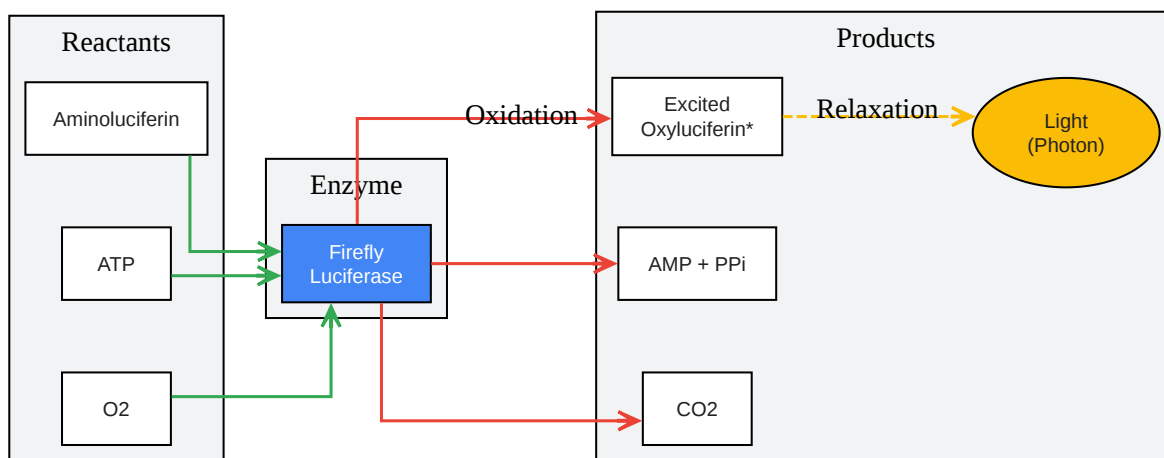 Reactants
Aminoluciferin
ATP
O2
Enzyme
Firefly
Luciferase
Oxidation
Products
Excited
Oxyluciferin*
Relaxation
Light
(Photon)
AMP + PPi
CO2